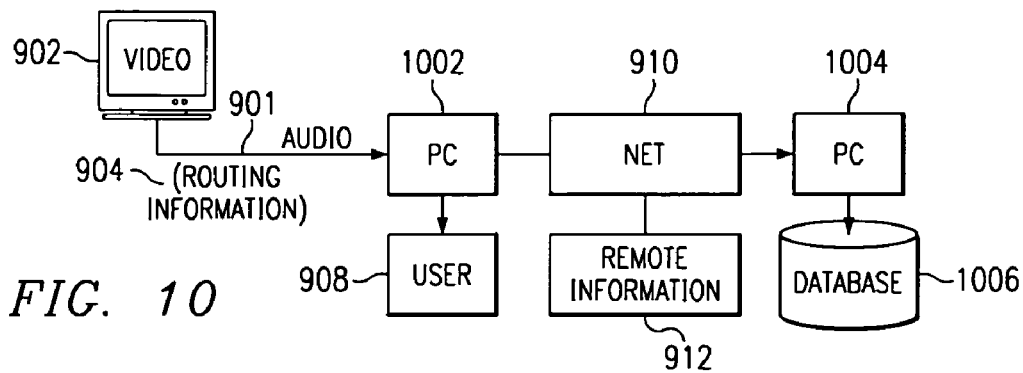 902
VIDEO
901
AUDIO
904
(ROUTING
INFORMATION)
1002
PC
910
NET
1004
PC
908
USER
REMOTE
INFORMATION
912
DATABASE
1006
FIG. 10